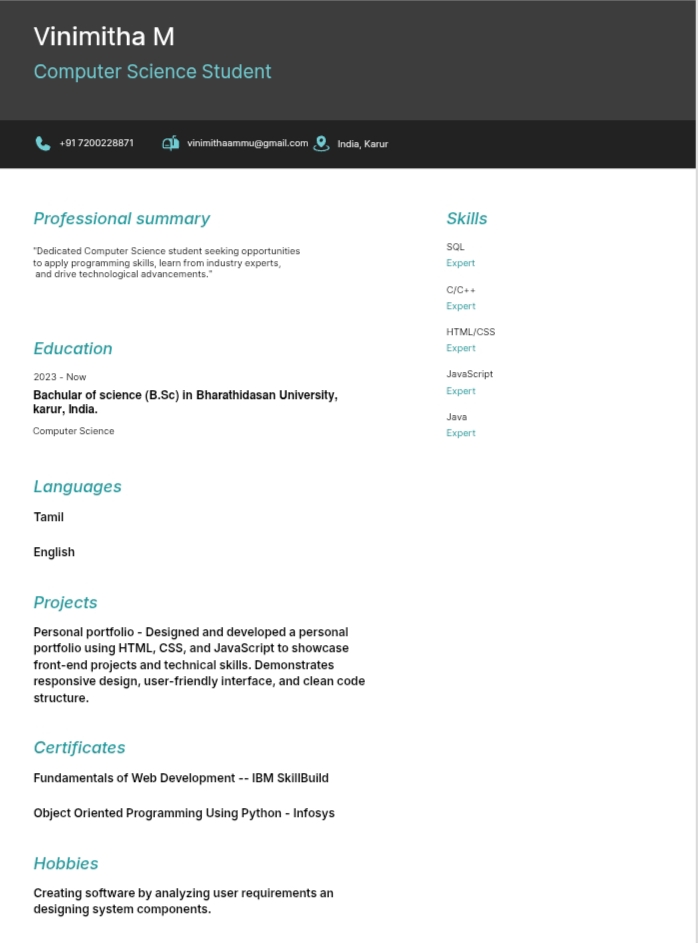 Vinimitha M
Computer Science Student
+91 7200228871
vinimithaammu@gmail.com
India, Karur
Professional summary
"Dedicated Computer Science student seeking opportunities
to apply programming skills, learn from industry experts,
and drive technological advancements."
Education
2023 - Now
Bachular of science (B.Sc) in Bharathidasan University,
karur, India.
Computer Science
Languages
Tamil
English
Projects
Personal portfolio - Designed and developed a personal
portfolio using HTML, CSS, and JavaScript to showcase
front-end projects and technical skills. Demonstrates
responsive design, user-friendly interface, and clean code
structure.
Certificates
Fundamentals of Web Development -- IBM SkillBuild
Object Oriented Programming Using Python - Infosys
Hobbies
Creating software by analyzing user requirements an
designing system components.
Skills
SQL
Expert
C/C++
Expert
HTML/CSS
Expert
JavaScript
Expert
Java
Expert